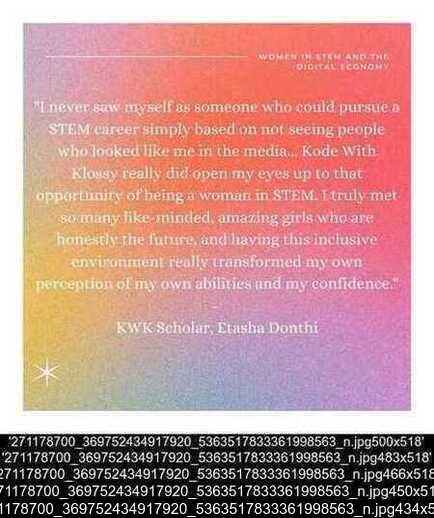 WOMEN IN STEM AND THE
DIGITAL ECONOMY
"I never saw myself as someone who could pursue a
STEM career simply based on not seeing people
who looked like me in the media... Kode With
Klossy really did open my eyes up to that
opportunity of being a woman in STEM. I truly met
so many like-minded, amazing girls who are
honestly the future, and having this inclusive
environment really transformed my own
perception of my own abilities and my confidence."
-
KWK Scholar, Etasha Donthi
'271178700_369752434917920_5363517833361998563_n.jpg500x518'
'271178700_369752434917920_5363517833361998563_n.jpg483x518'
271178700_369752434917920_5363517833361998563_n.jpg466x518
71178700_369752434917920_5363517833361998563_n.jpg450x51
1178700_369752434917920_5363517833361998563_n.jpg434x5